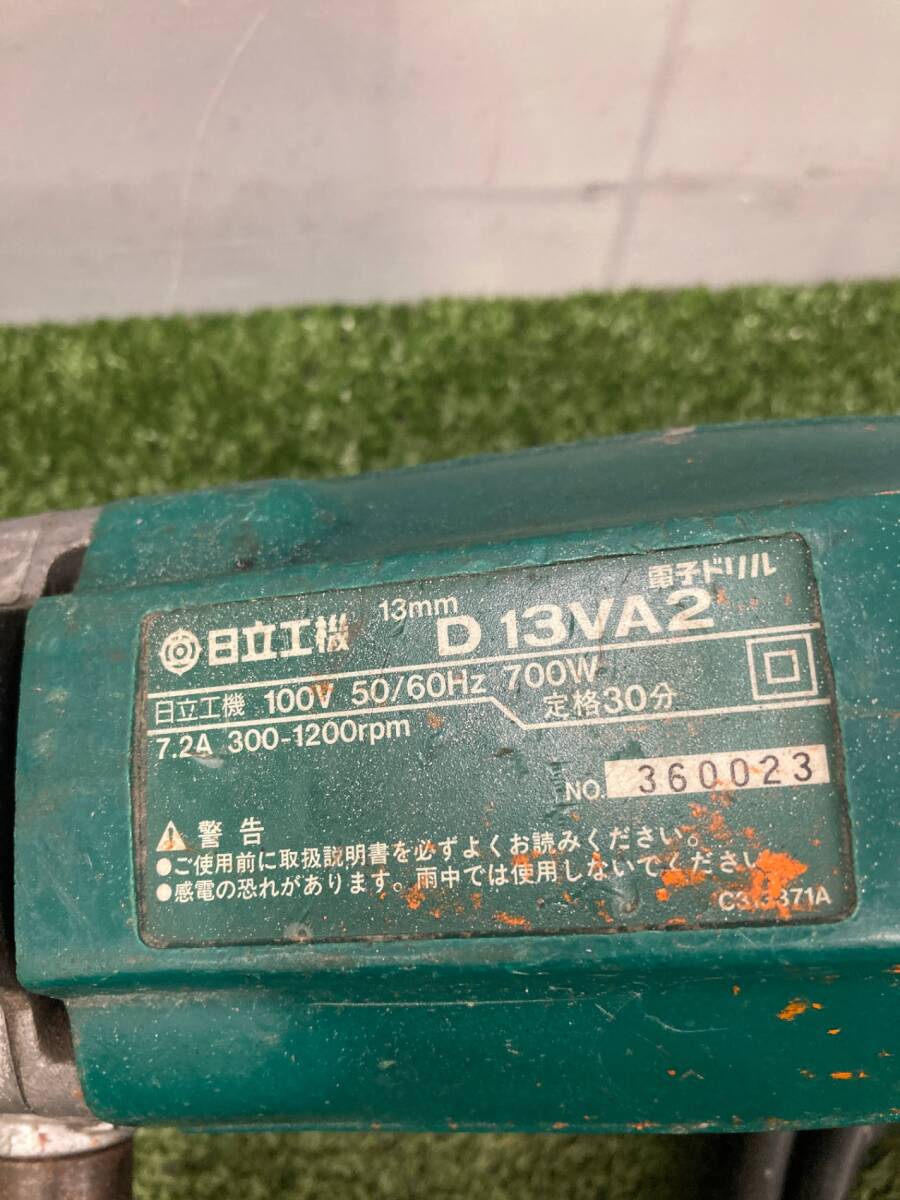 電子ドリル
日立工機 13mm D 13VA2
日立工機 100V 50/60Hz 700W
7.2A 300-1200rpm 定格30分
NO. 360023
警告
●ご使用前に取扱説明書を必ずよくお読みください。
●感電の恐れがあります。雨中では使用しないでください